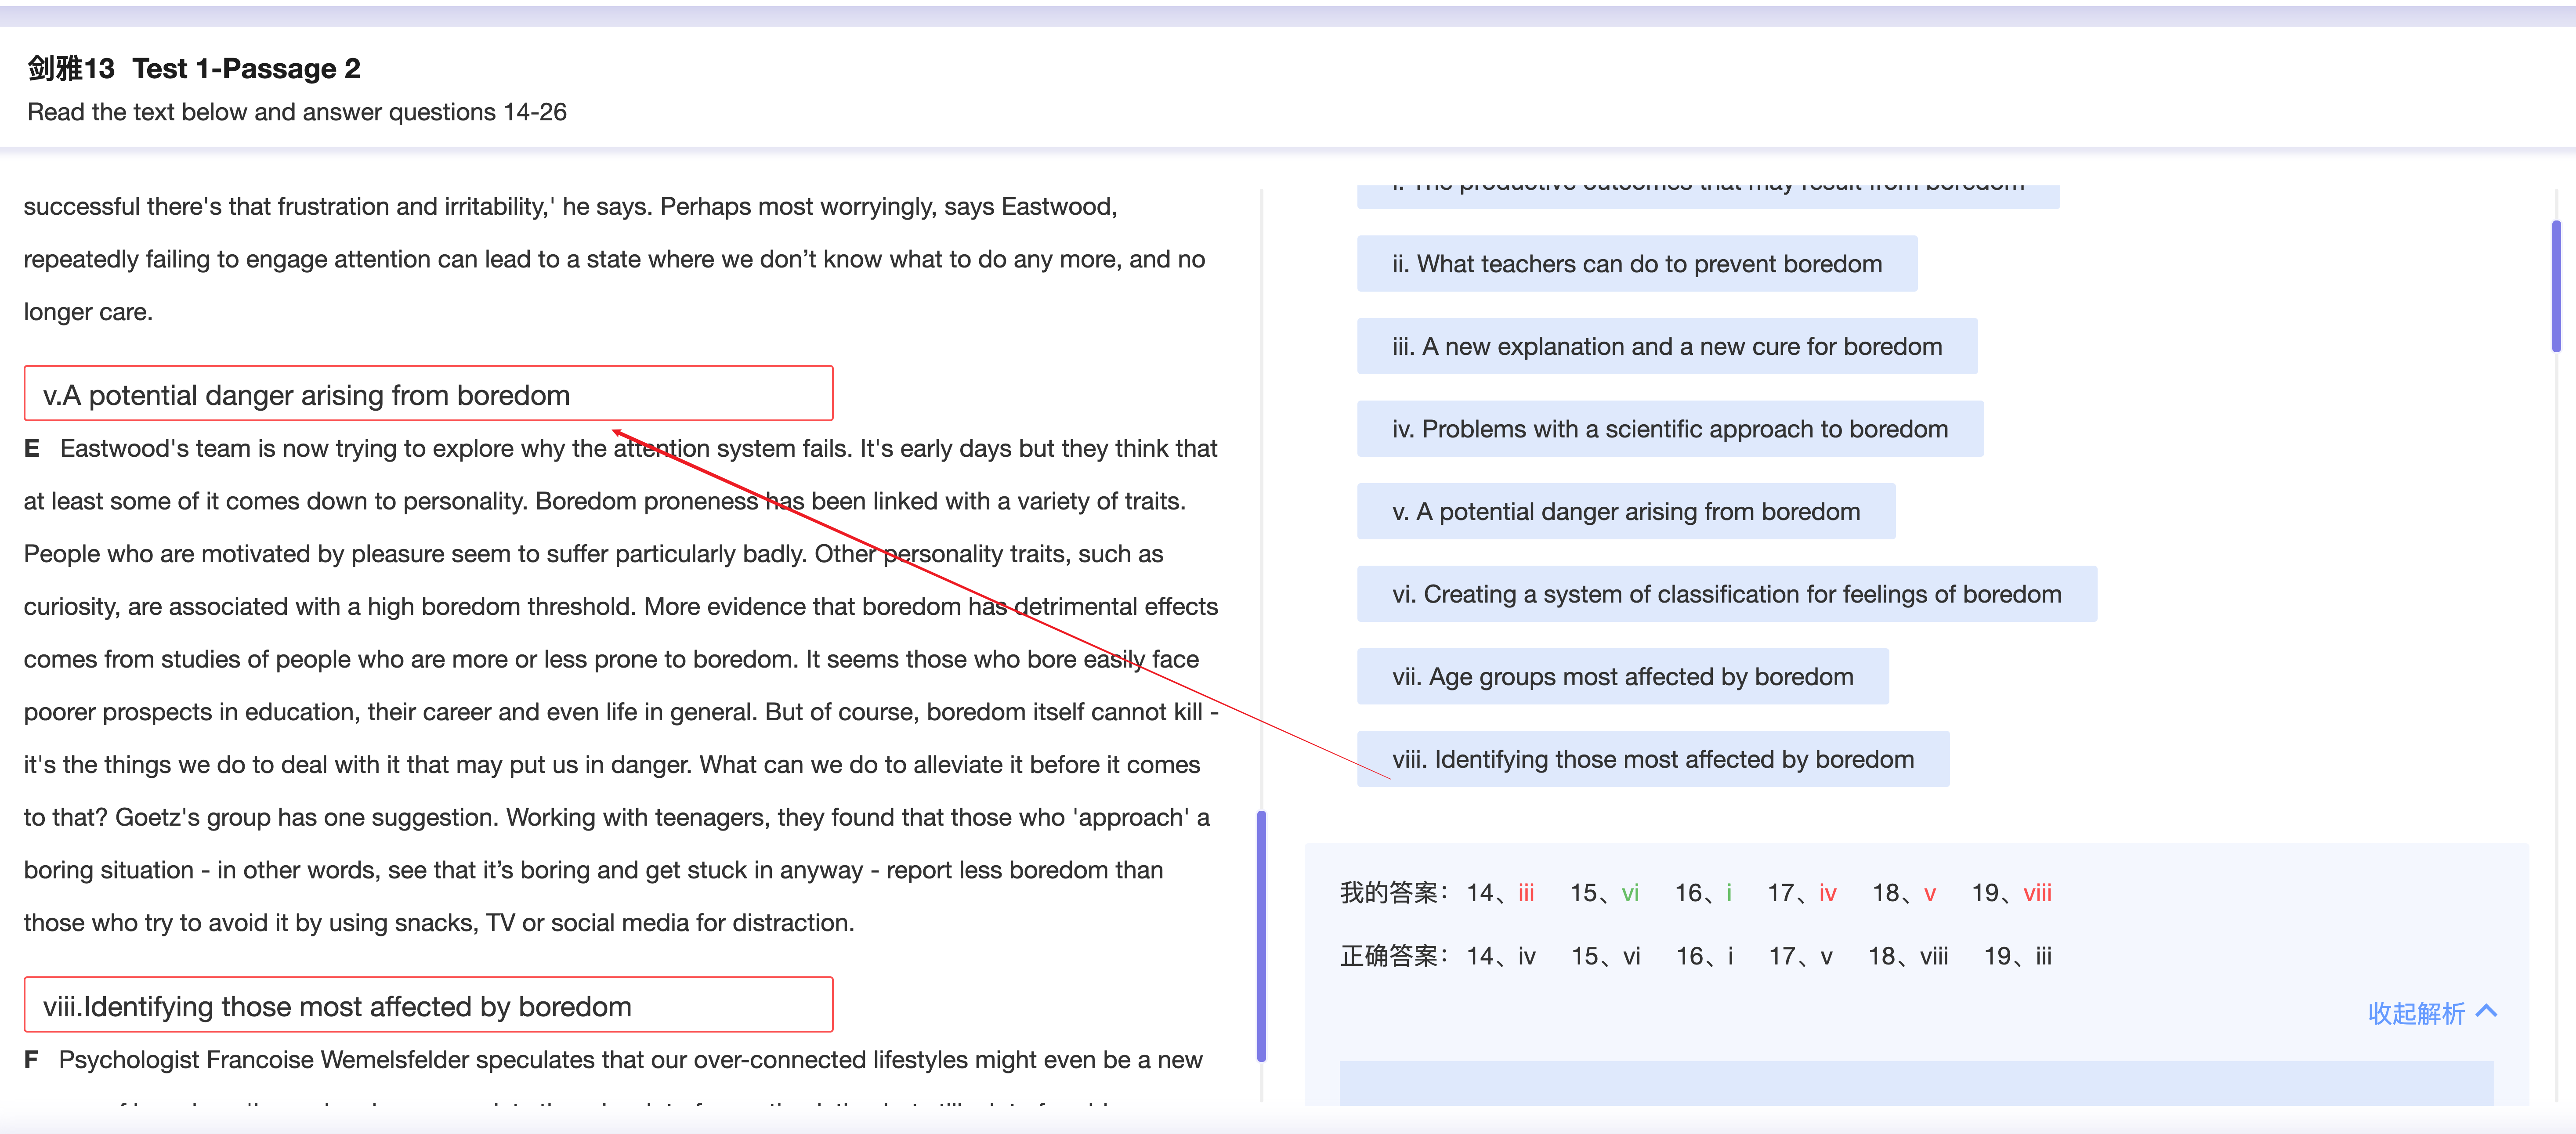 剑雅13 Test 1-Passage 2
Read the text below and answer questions 14-26
successful there's that frustration and irritability,' he says. Perhaps most worryingly, says Eastwood,
repeatedly failing to engage attention can lead to a state where we don’t know what to do any more, and no
longer care.
v.A potential danger arising from boredom
E Eastwood's team is now trying to explore why the attention system fails. It's early days but they think that
at least some of it comes down to personality. Boredom proneness has been linked with a variety of traits.
People who are motivated by pleasure seem to suffer particularly badly. Other personality traits, such as
curiosity, are associated with a high boredom threshold. More evidence that boredom has detrimental effects
comes from studies of people who are more or less prone to boredom. It seems those who bore easily face
poorer prospects in education, their career and even life in general. But of course, boredom itself cannot kill -
it's the things we do to deal with it that may put us in danger. What can we do to alleviate it before it comes
to that? Goetz's group has one suggestion. Working with teenagers, they found that those who 'approach' a
boring situation - in other words, see that it’s boring and get stuck in anyway - report less boredom than
those who try to avoid it by using snacks, TV or social media for distraction.
viii.Identifying those most affected by boredom
F Psychologist Francoise Wemelsfelder speculates that our over-connected lifestyles might even be a new
i. The productive outcomes that may result from boredom
ii. What teachers can do to prevent boredom
iii. A new explanation and a new cure for boredom
iv. Problems with a scientific approach to boredom
v. A potential danger arising from boredom
vi. Creating a system of classification for feelings of boredom
vii. Age groups most affected by boredom
viii. Identifying those most affected by boredom
我的答案： 14、iii 15、vi 16、i 17、iv 18、v 19、viii
正确答案： 14、iv 15、vi 16、i 17、v 18、viii 19、iii
收起解析